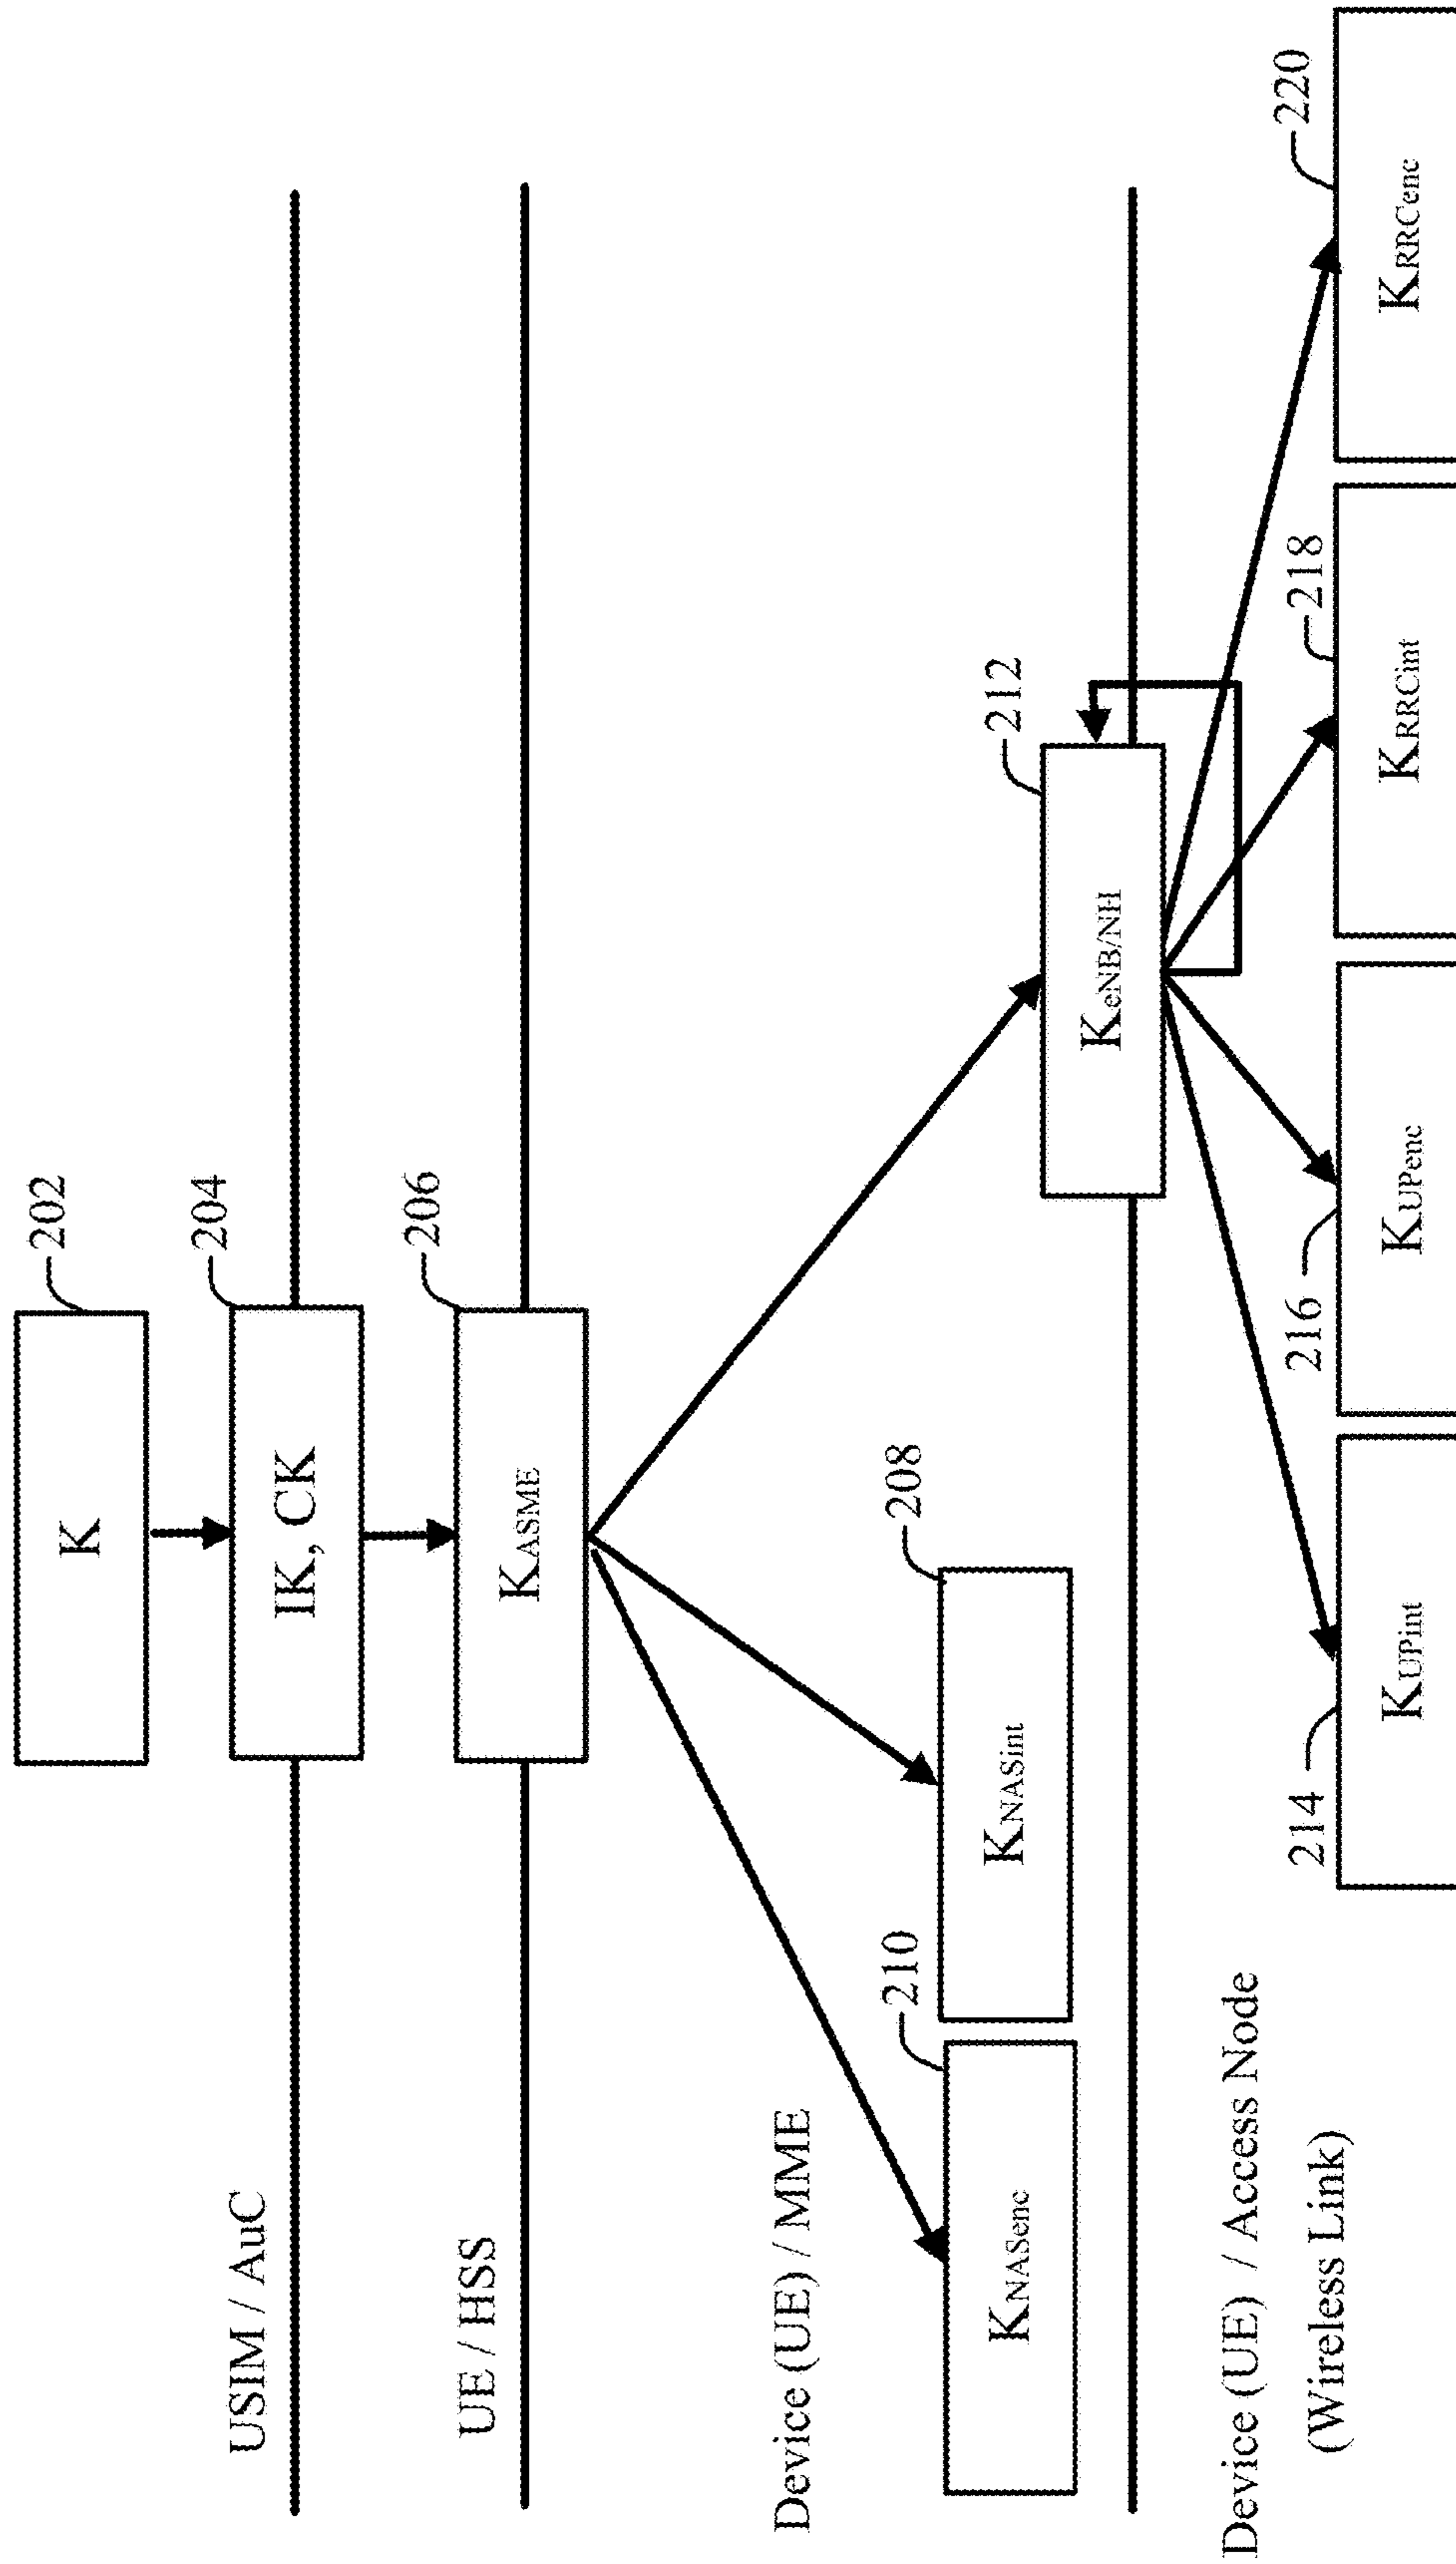 K
202
USIM / AuC
IK, CK
204
UE / HSS
KASME
206
Device (UE) / MME
210
208
212
KNASenc
KNASint
KeNB/NH
Device (UE) / Access Node
(Wireless Link)
214
216
218
220
KUPint
KUPenc
KRRCint
KRRCenc